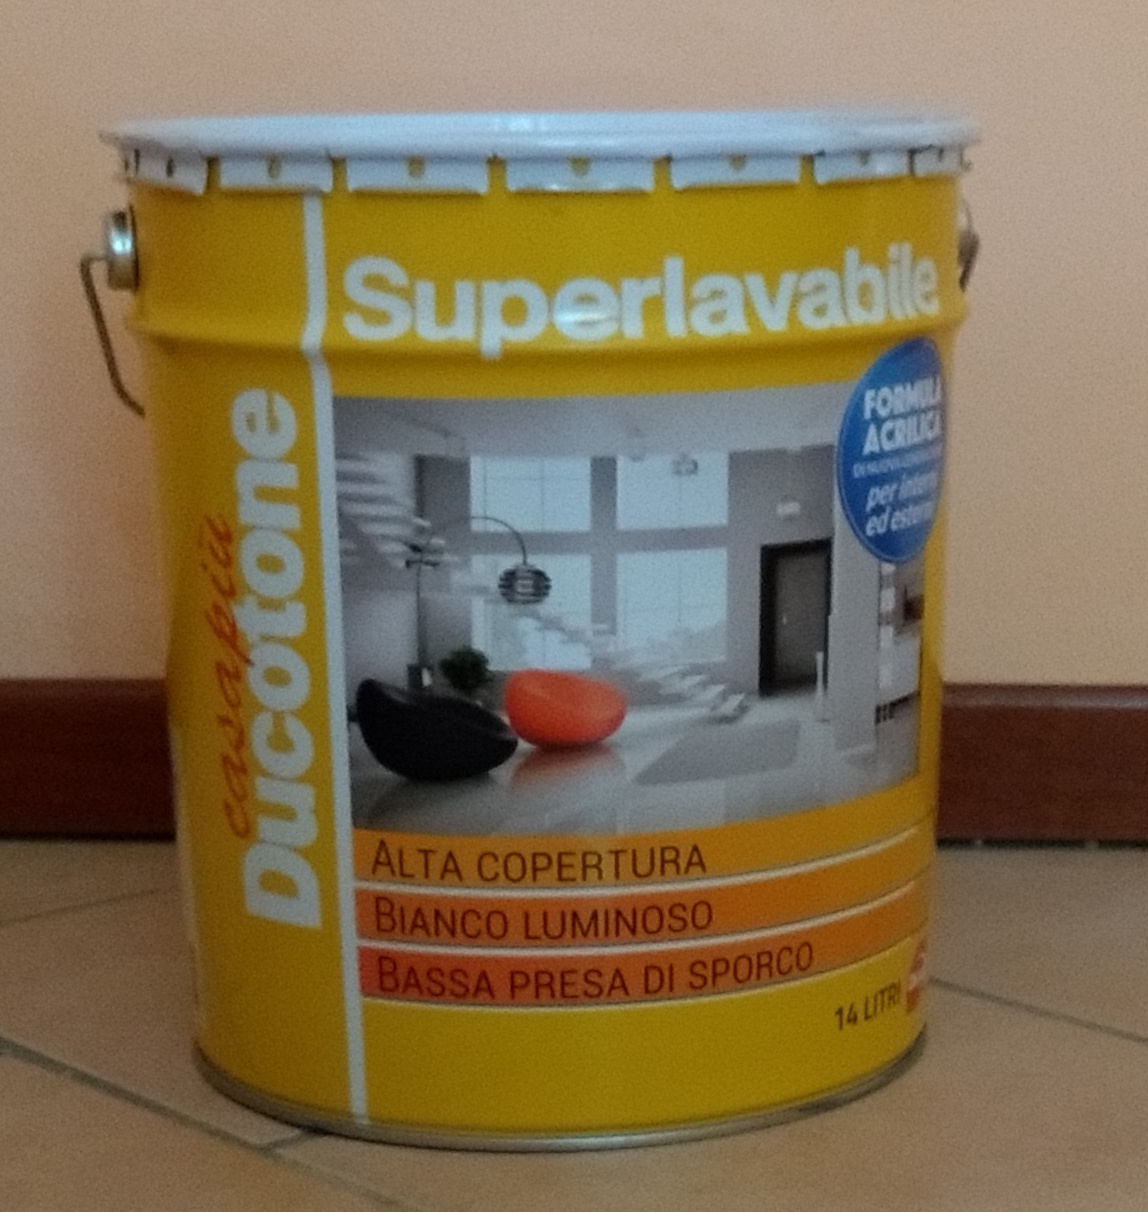 Superlavabile
casapiù
Ducotone
FORMULA
ACRILICA
per interni
ed esterni
ALTA COPERTURA
BIANCO LUMINOSO
BASSA PRESA DI SPORCO
14 LITRI